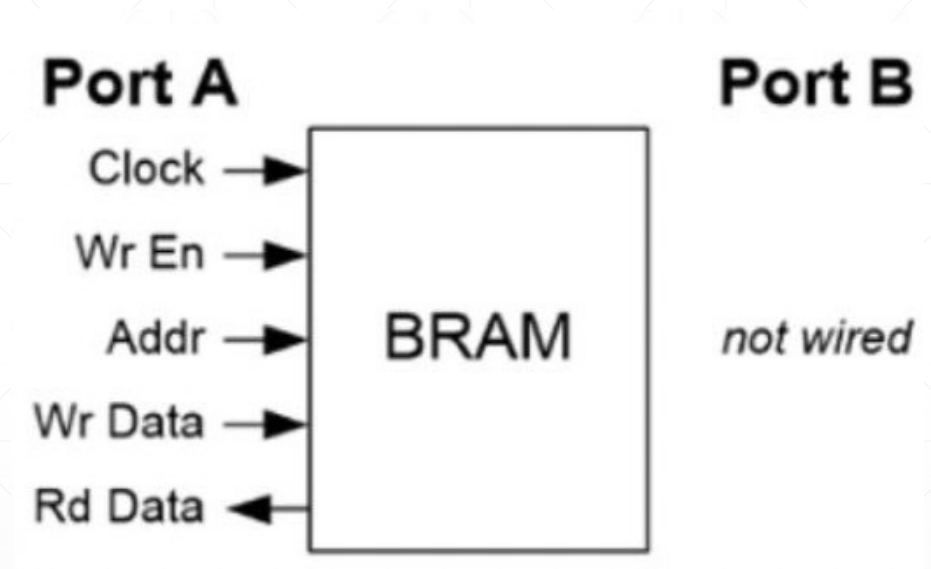 Port A
Port B
Clock
Wr En
Addr
Wr Data
Rd Data
BRAM
not wired